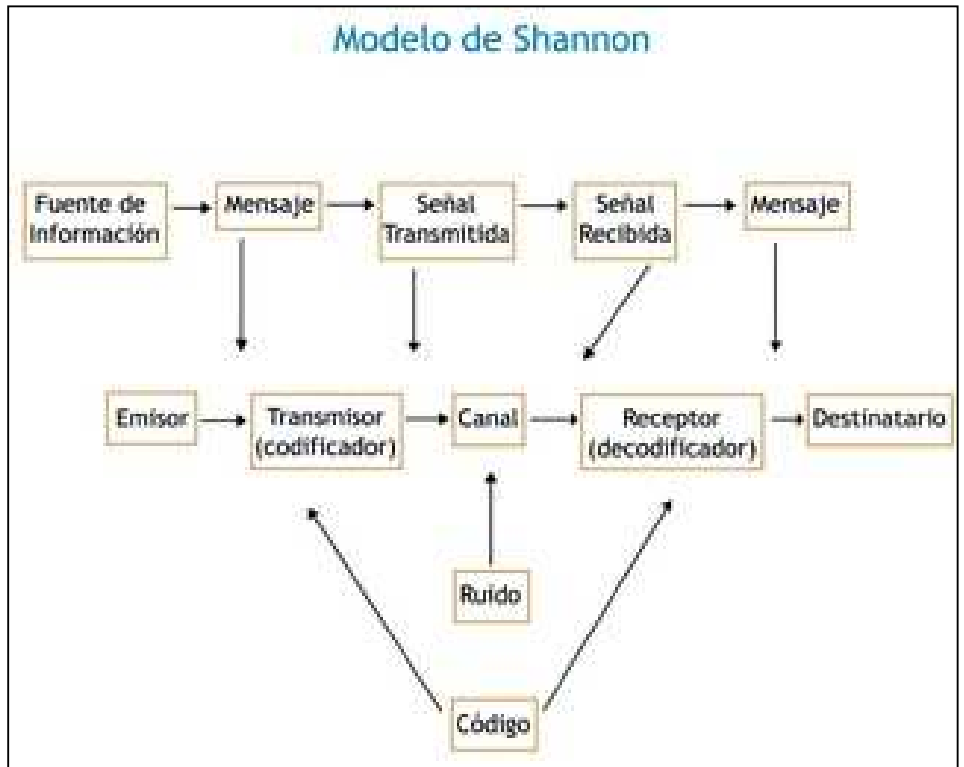 Modelo de Shannon
Fuente de
Información
Mensaje
Señal
Transmitida
Señal
Recibida
Mensaje
Emisor
Transmisor
(codificador)
Canal
Receptor
(decodificador)
Destinatario
Ruido
Código